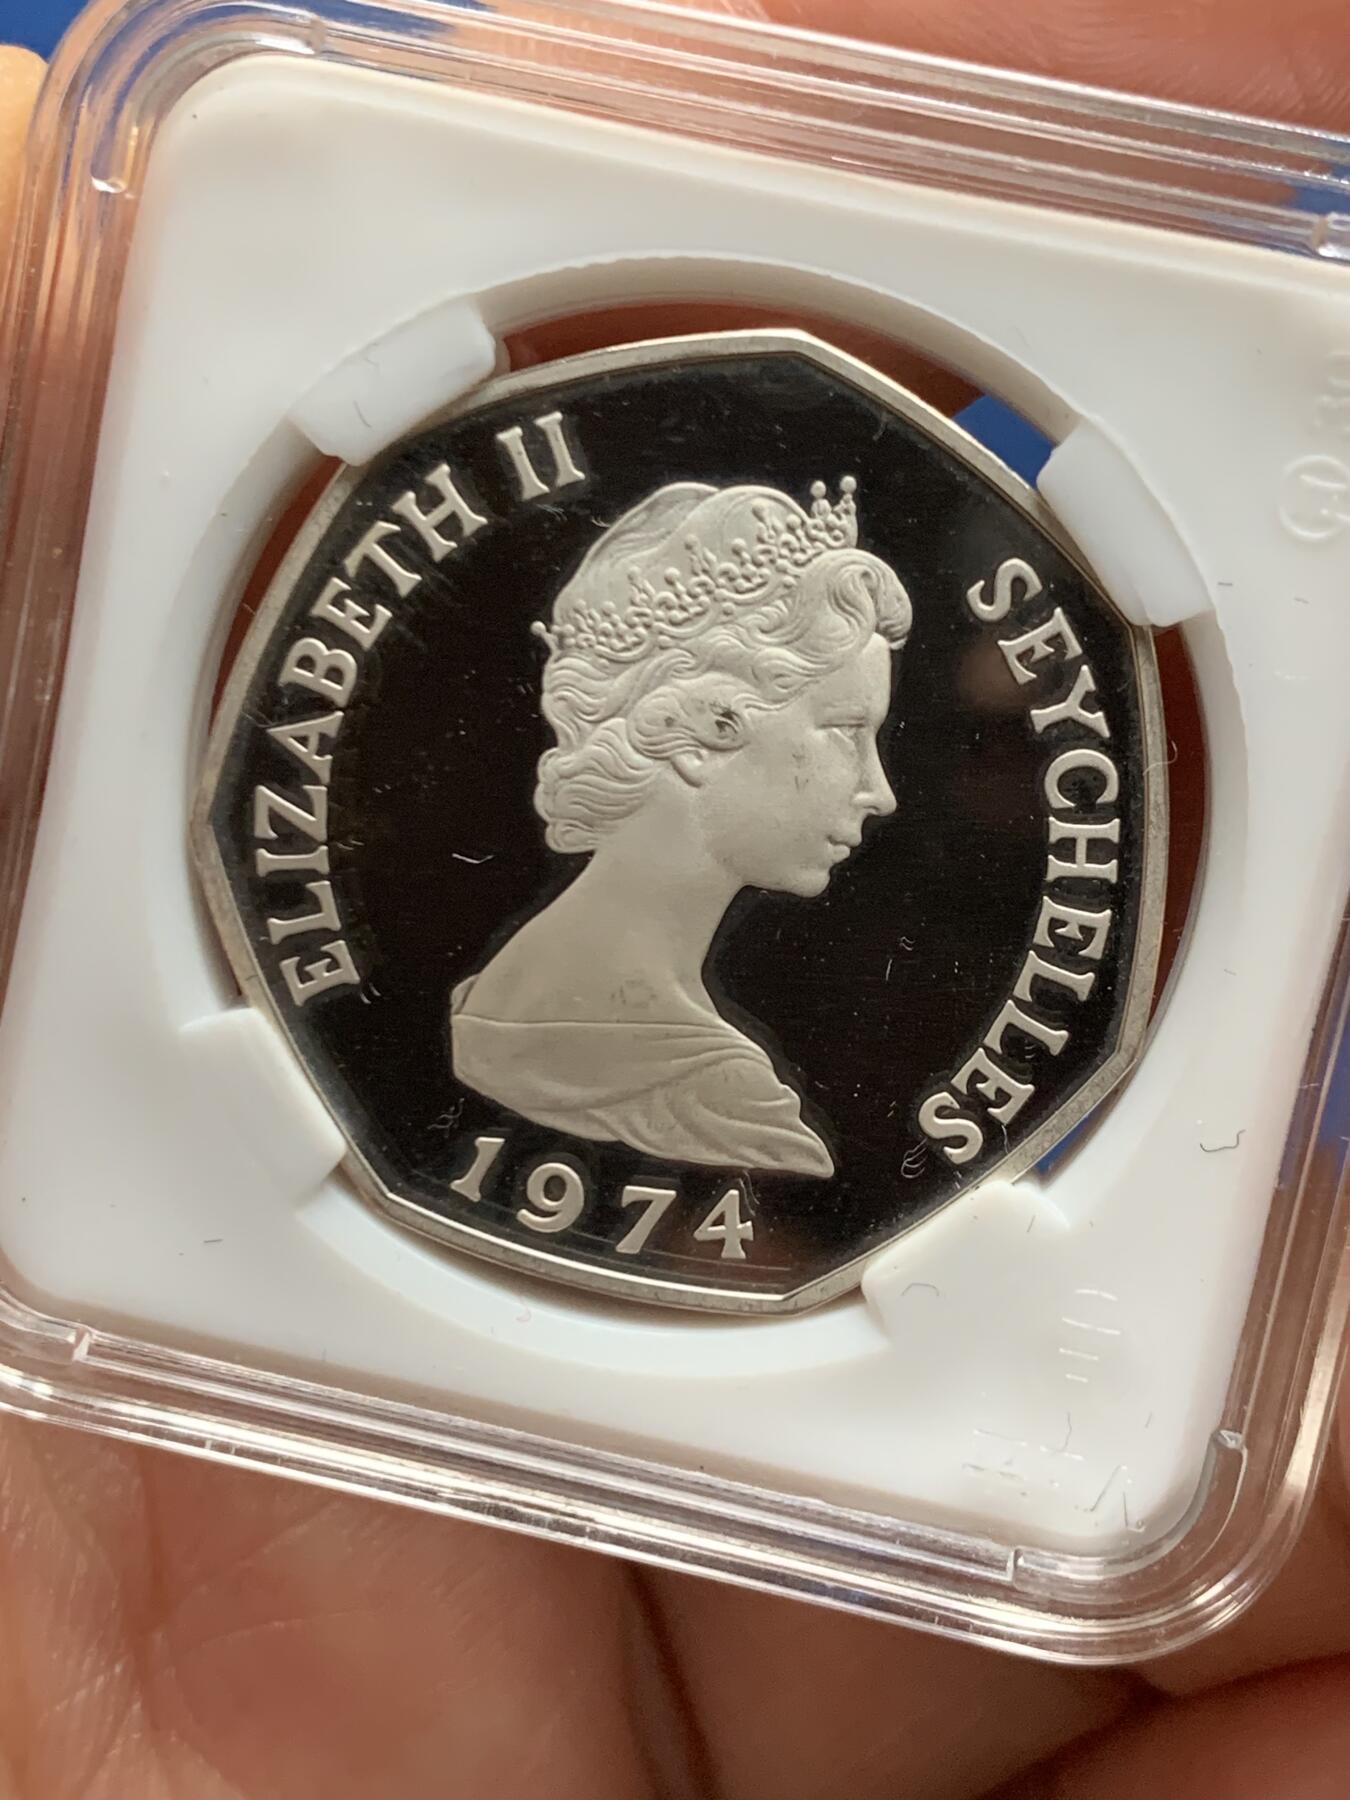 ELIZABETH II
SEYCHELLES
1974